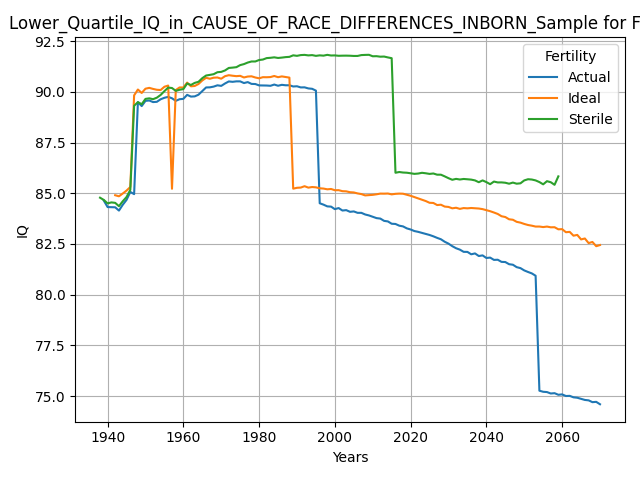 Lower_Quartile_IQ_in_CAUSE_OF_RACE_DIFFERENCES_INBORN_Sample for F
92.5
90.0
87.5
85.0
82.5
80.0
77.5
75.0
IQ
Fertility
Actual
Ideal
Sterile
1940
1960
1980
2000
2020
2040
2060
Years